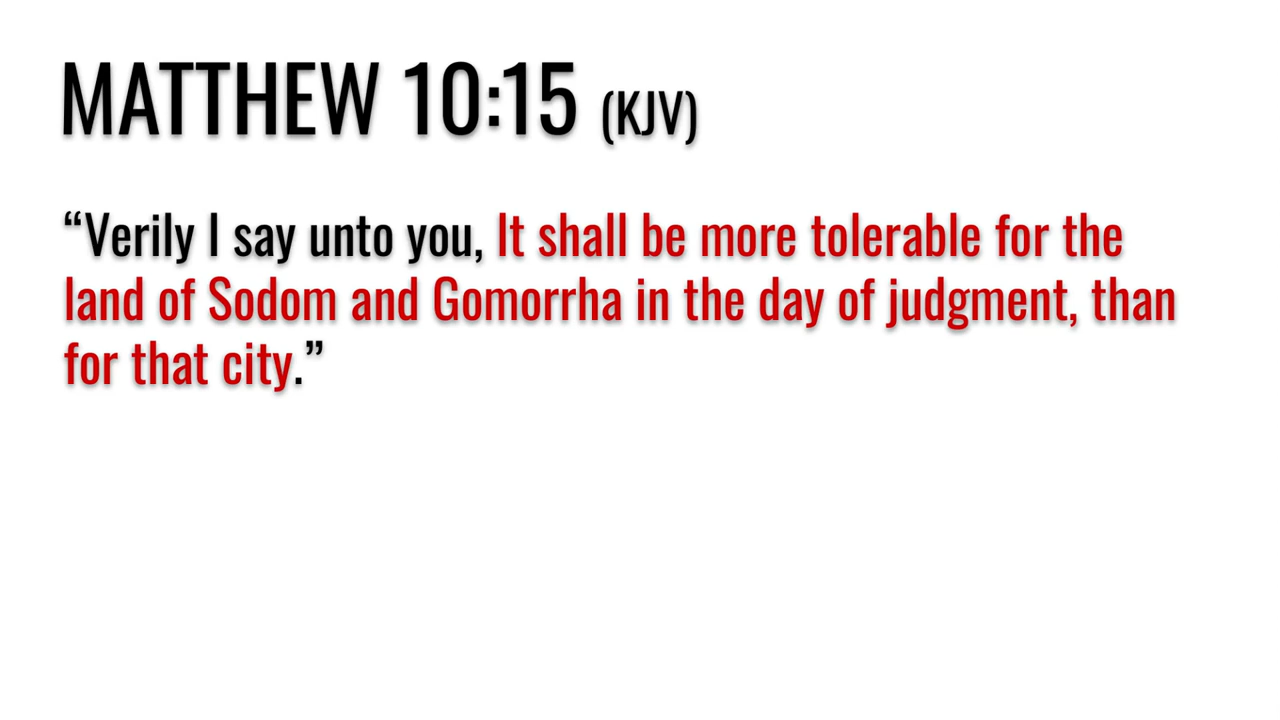 MATTHEW 10:15 (KJV)
“Verily I say unto you, It shall be more tolerable for the
land of Sodom and Gomorrha in the day of judgment, than
for that city.”